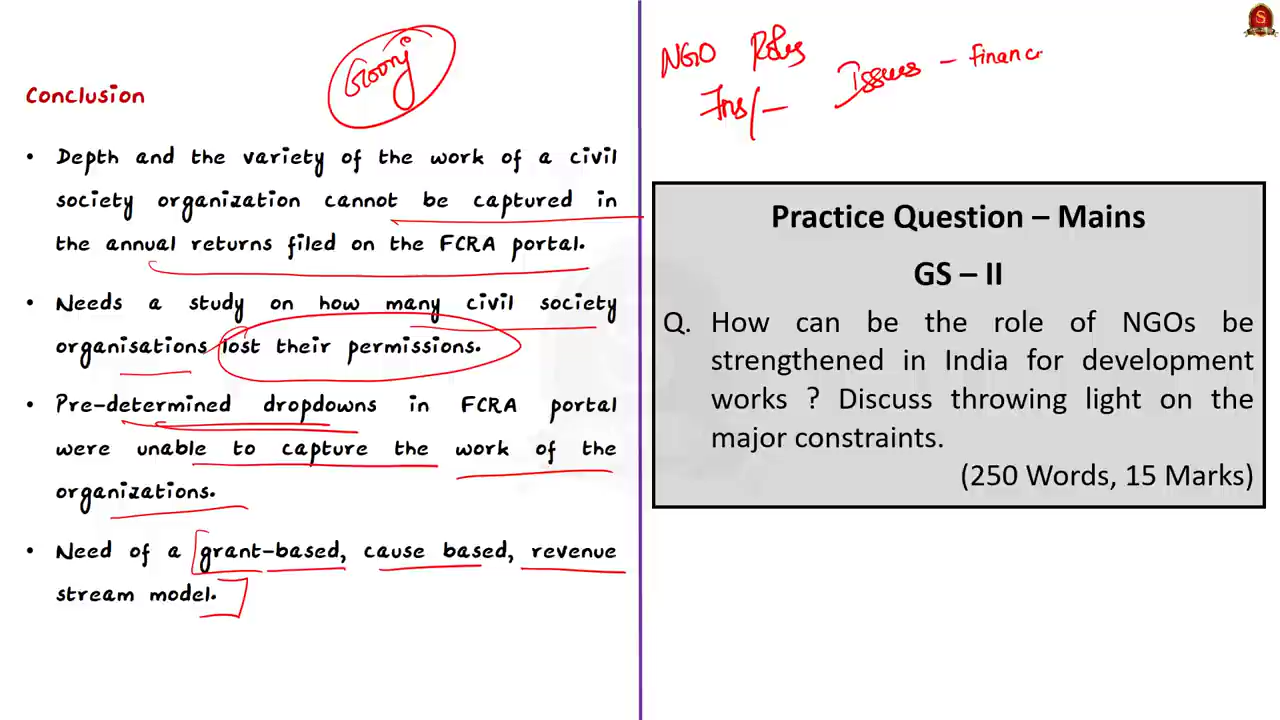 Goonj
Conclusion
• Depth and the variety of the work of a civil
society organization cannot be captured in
the annual returns filed on the FCRA portal.
• Needs a study on how many civil society
organisations lost their permissions.
• Pre-determined dropdowns in FCRA portal
were unable to capture the work of the
organizations.
• Need of a grant-based, cause based, revenue
stream model.
NGO Roles
Issues - financ
Practice Question – Mains
GS – II
Q. How can be the role of NGOs be
strengthened in India for development
works ? Discuss throwing light on the
major constraints.
(250 Words, 15 Marks)